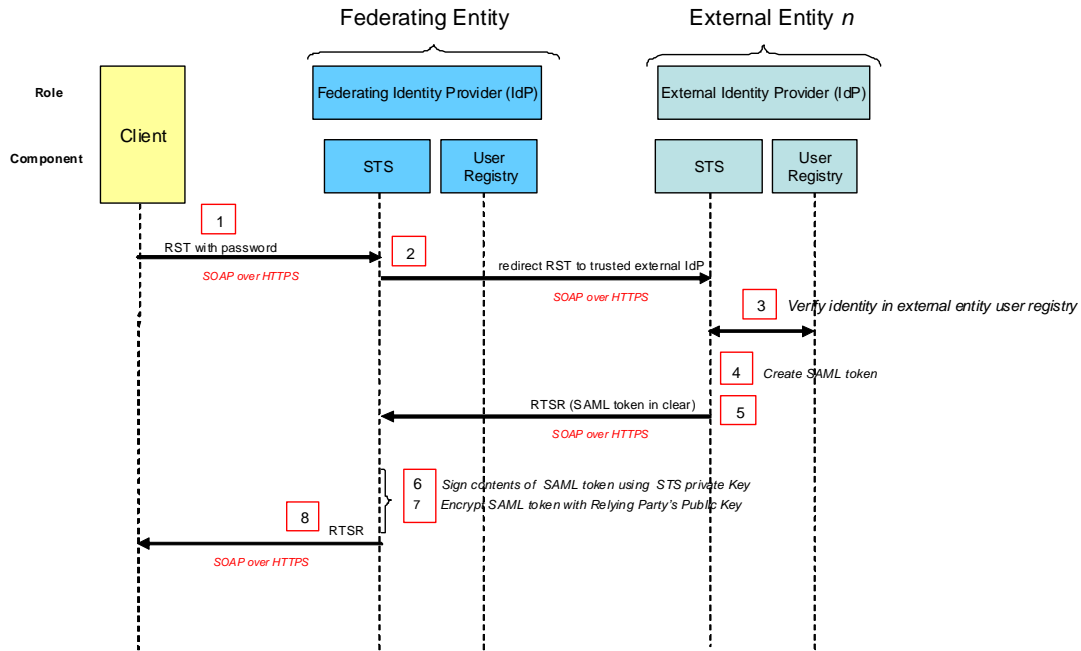 Federating Entity
External Entity n
Role
Federating Identity Provider (IdP)
External Identity Provider (IdP)
Client
Component
STS
User
Registry
STS
User
Registry
1
RST with password
SOAP over HTTPS
2
redirect RST to trusted external IdP
SOAP over HTTPS
3
Verify identity in external entity user registry
4
Create SAML token
RTSR (SAML token in clear)
5
SOAP over HTTPS
6 Sign contents of SAML token using STS private Key
7 Encrypt SAML token with Relying Party's Public Key
8
RTSR
SOAP over HTTPS